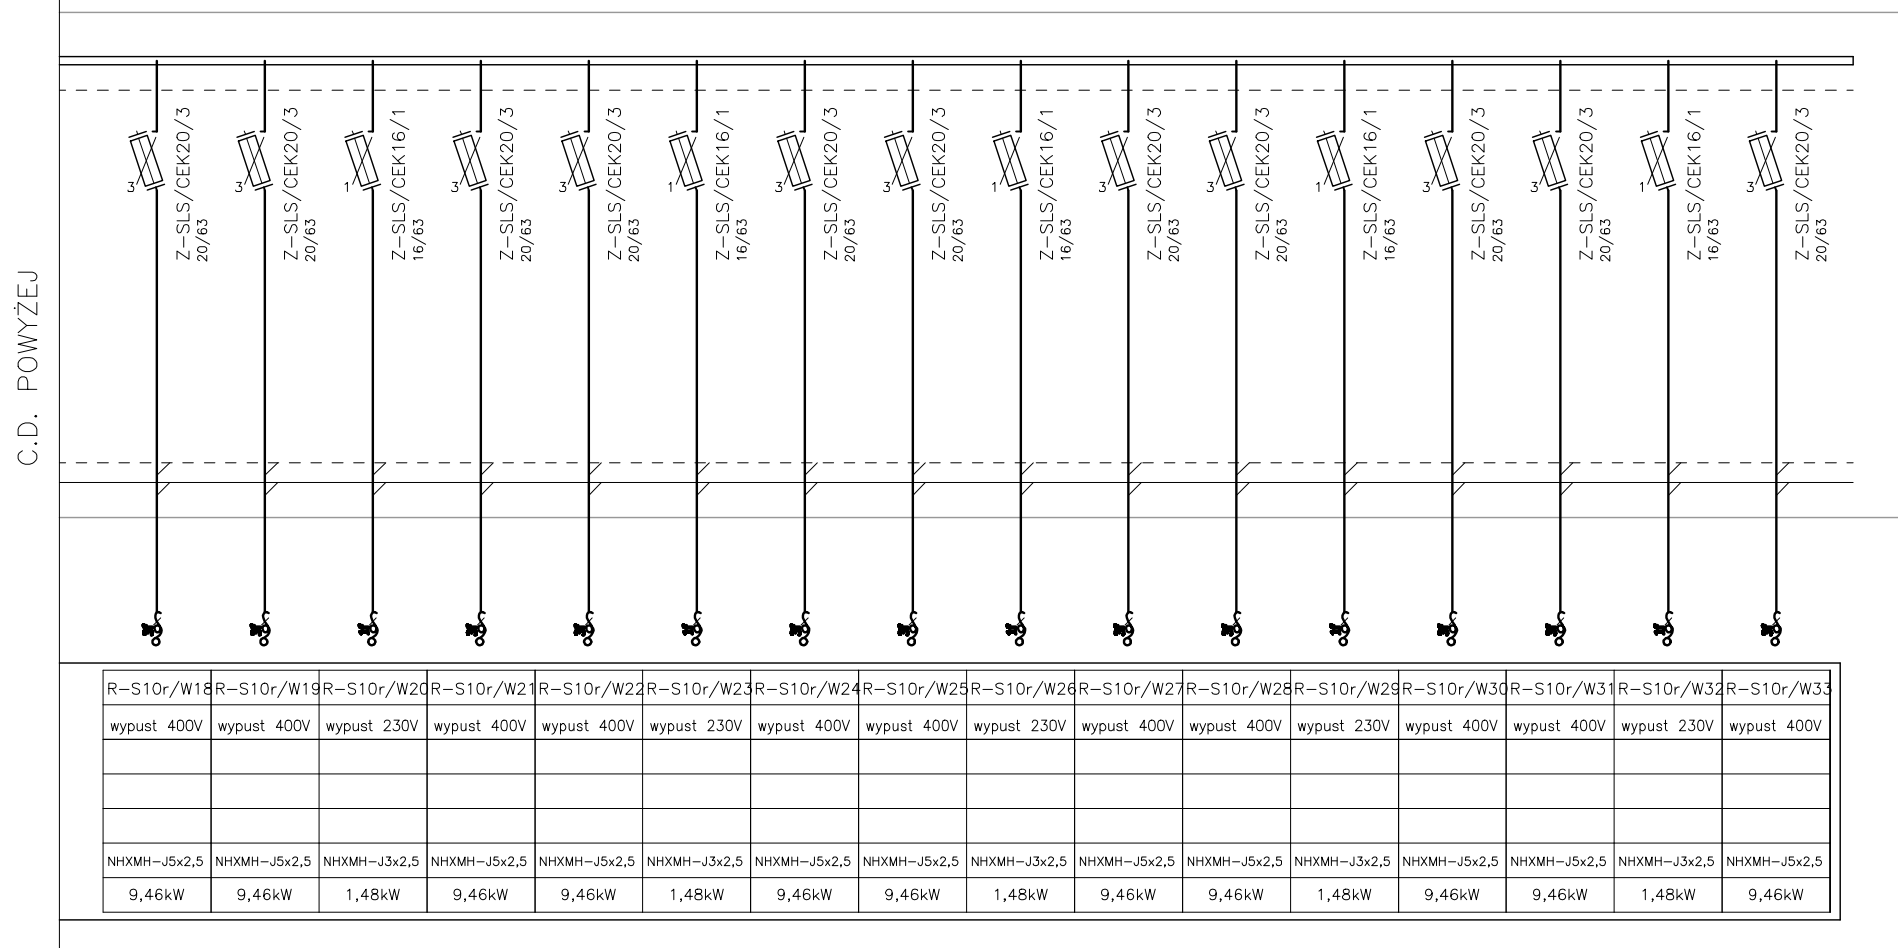 C.D. POWYŻEJ
3 Z-SLS/CEK20/3 20/63
3 Z-SLS/CEK20/3 20/63
1 Z-SLS/CEK16/1 16/63
3 Z-SLS/CEK20/3 20/63
3 Z-SLS/CEK20/3 20/63
1 Z-SLS/CEK16/1 16/63
3 Z-SLS/CEK20/3 20/63
3 Z-SLS/CEK20/3 20/63
1 Z-SLS/CEK16/1 16/63
3 Z-SLS/CEK20/3 20/63
3 Z-SLS/CEK20/3 20/63
1 Z-SLS/CEK16/1 16/63
3 Z-SLS/CEK20/3 20/63
3 Z-SLS/CEK20/3 20/63
1 Z-SLS/CEK16/1 16/63
3 Z-SLS/CEK20/3 20/63
R-S10r/W18 R-S10r/W19 R-S10r/W20 R-S10r/W21 R-S10r/W22 R-S10r/W23 R-S10r/W24 R-S10r/W25 R-S10r/W26 R-S10r/W27 R-S10r/W28 R-S10r/W29 R-S10r/W30 R-S10r/W31 R-S10r/W32 R-S10r/W33
wypust 400V wypust 400V wypust 230V wypust 400V wypust 400V wypust 230V wypust 400V wypust 400V wypust 230V wypust 400V wypust 400V wypust 230V wypust 400V wypust 400V wypust 230V wypust 400V
NHXMH-J5x2,5 NHXMH-J5x2,5 NHXMH-J3x2,5 NHXMH-J5x2,5 NHXMH-J5x2,5 NHXMH-J3x2,5 NHXMH-J5x2,5 NHXMH-J5x2,5 NHXMH-J3x2,5 NHXMH-J5x2,5 NHXMH-J5x2,5 NHXMH-J3x2,5 NHXMH-J5x2,5 NHXMH-J5x2,5 NHXMH-J3x2,5 NHXMH-J5x2,5
9,46kW 9,46kW 1,48kW 9,46kW 9,46kW 1,48kW 9,46kW 9,46kW 1,48kW 9,46kW 9,46kW 1,48kW 9,46kW 9,46kW 1,48kW 9,46kW